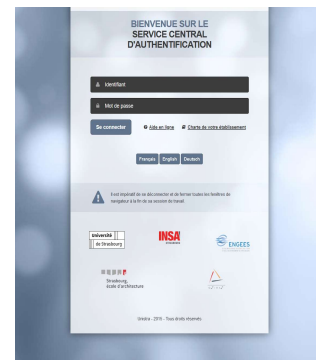 BIENVENUE SUR LE
SERVICE CENTRAL
D'AUTHENTIFICATION
Identifiant
Mot de passe
Se connecter
Aide en ligne
Charte de votre établissement
Français
English
Deutsch
Il est impératif de se déconnecter et de fermer toutes les fenêtres de
navigateur à la fin de sa session du travail
Université
de Strasbourg
INSA
STRASBOURG
ENGEES
Strasbourg,
école d'architecture
Unistra - 2016 - Tous droits réservés